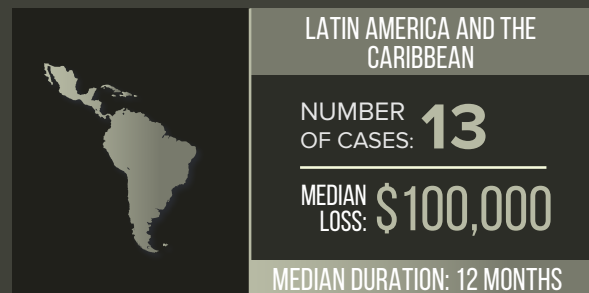 LATIN AMERICA AND THE
CARIBBEAN
NUMBER
OF CASES: 13
MEDIAN
LOSS: $100,000
MEDIAN DURATION: 12 MONTHS